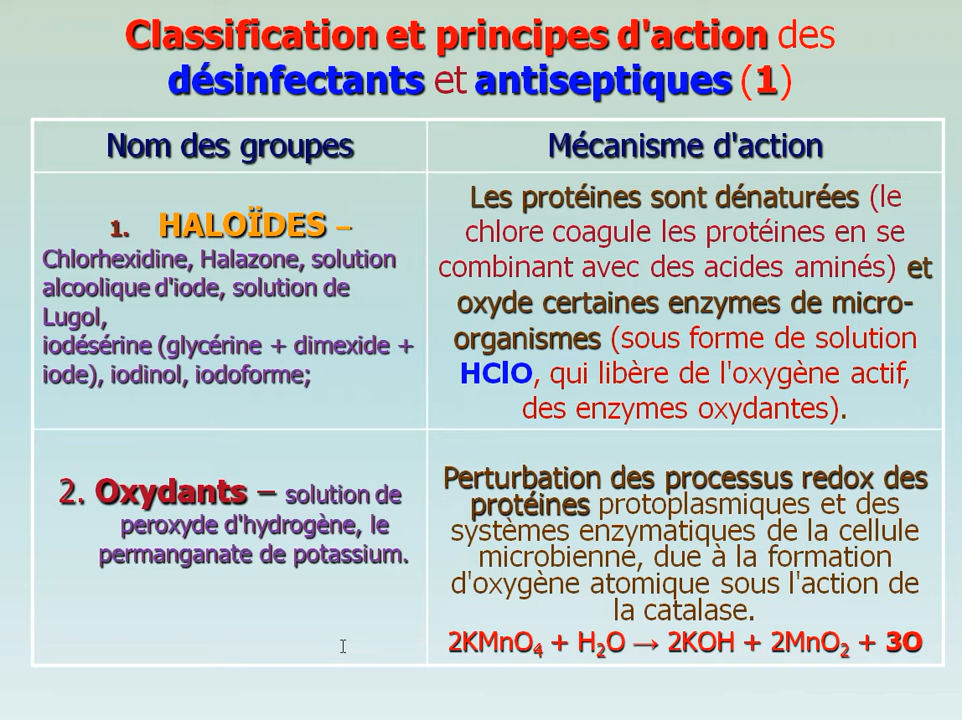 Classification et principes d'action des
désinfectants et antiseptiques (1)
Nom des groupes
Mécanisme d'action
1. HALOÏDES –
Chlorhexidine, Halazone, solution
alcoolique d'iode, solution de
Lugol,
iodésérine (glycérine + dimexide +
iode), iodinol, iodoforme;
Les protéines sont dénaturées (le
chlore coagule les protéines en se
combinant avec des acides aminés) et
oxyde certaines enzymes de micro-
organismes (sous forme de solution
HClO, qui libère de l'oxygène actif,
des enzymes oxydantes).
2. Oxydants – solution de
peroxyde d'hydrogène, le
permanganate de potassium.
Perturbation des processus redox des
protéines protoplasmiques et des
systèmes enzymatiques de la cellule
microbienne, due à la formation
d'oxygène atomique sous l'action de
la catalase.
2KMnO₄ + H₂O → 2KOH + 2MnO₂ + 3O